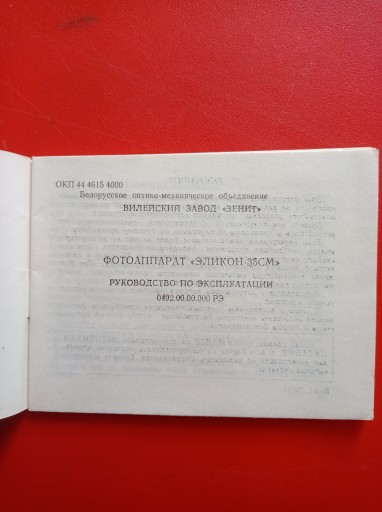 ОКП 44 4615 4000
Белорусское оптико-механическое объединение
ВИЛЕЙСКИЙ ЗАВОД «ЗЕНИТ»
ФОТОАППАРАТ «ЭЛИКОН-35СМ»
РУКОВОДСТВО ПО ЭКСПЛУАТАЦИИ
0492.00.00.000 РЭ